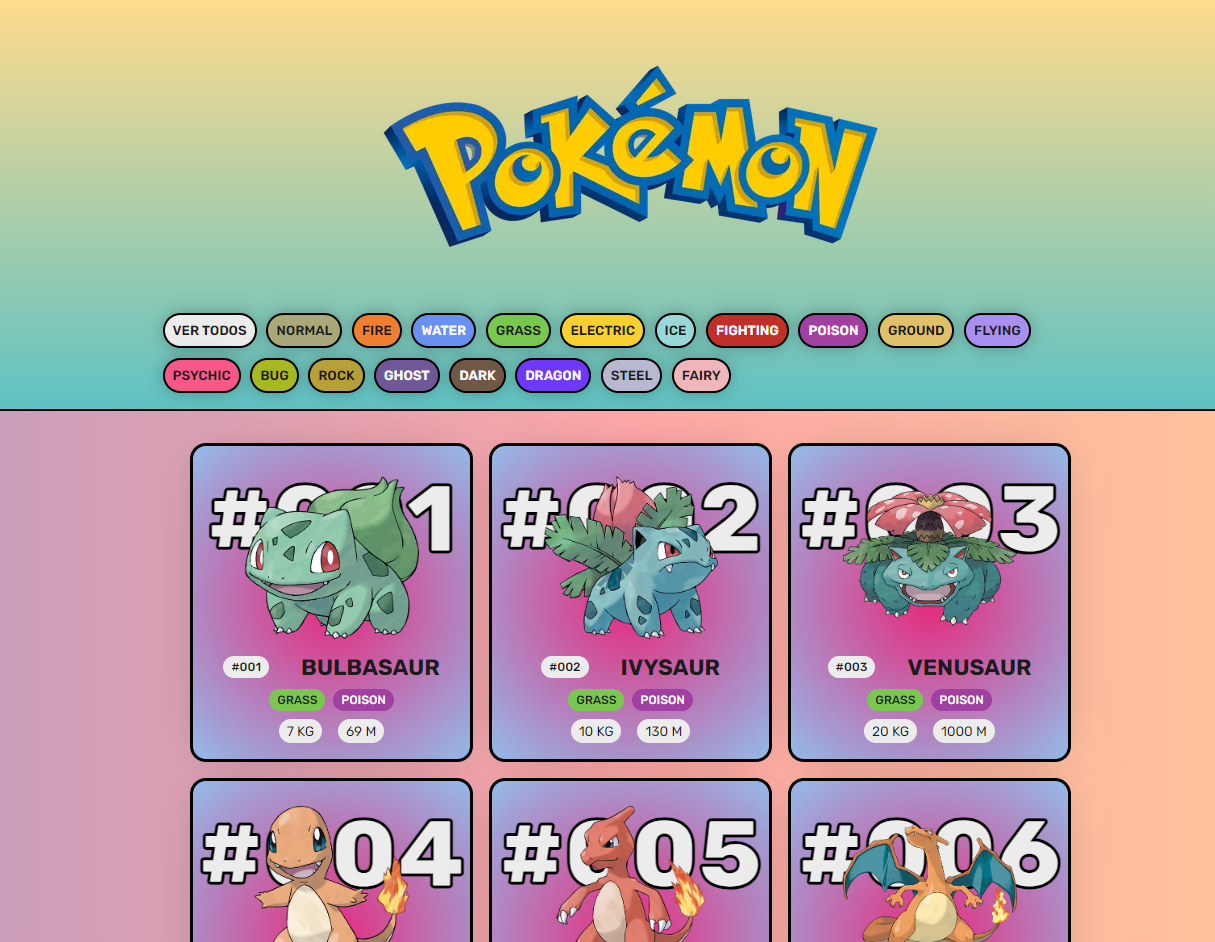 Pokémon
VER TODOS NORMAL FIRE WATER GRASS ELECTRIC ICE FIGHTING POISON GROUND FLYING
PSYCHIC BUG ROCK GHOST DARK DRAGON STEEL FAIRY
#001 #002 #003
#001 BULBASAUR #002 IVYSAUR #003 VENUSAUR
GRASS POISON GRASS POISON GRASS POISON
7 KG 69 M 10 KG 130 M 20 KG 1000 M
#004 #005 #006